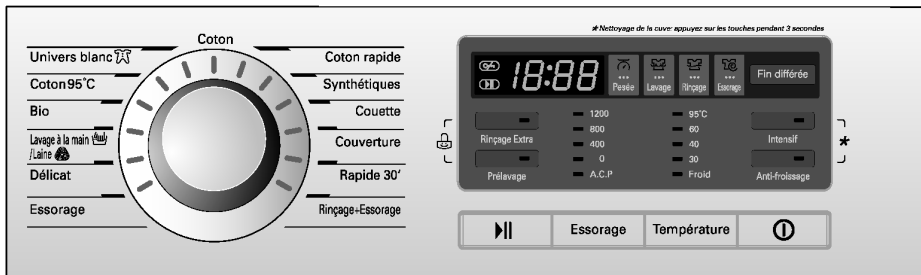 * Nettoyage de la cuve: appuyez sur les touches pendant 3 secondes
Coton
Univers blanc
Coton 95°C
Bio
Lavage à la main
/Laine
Délicat
Essorage
Coton rapide
Synthétiques
Couette
Couverture
Rapide 30'
Rinçage+Essorage
18:88
Pesée
Lavage
Rinçage
Essorage
Fin différée
Rinçage Extra
Prélavage
1200
800
400
0
A.C.P
95°C
60
40
30
Froid
Intensif
Anti-froissage
*
Essorage
Température